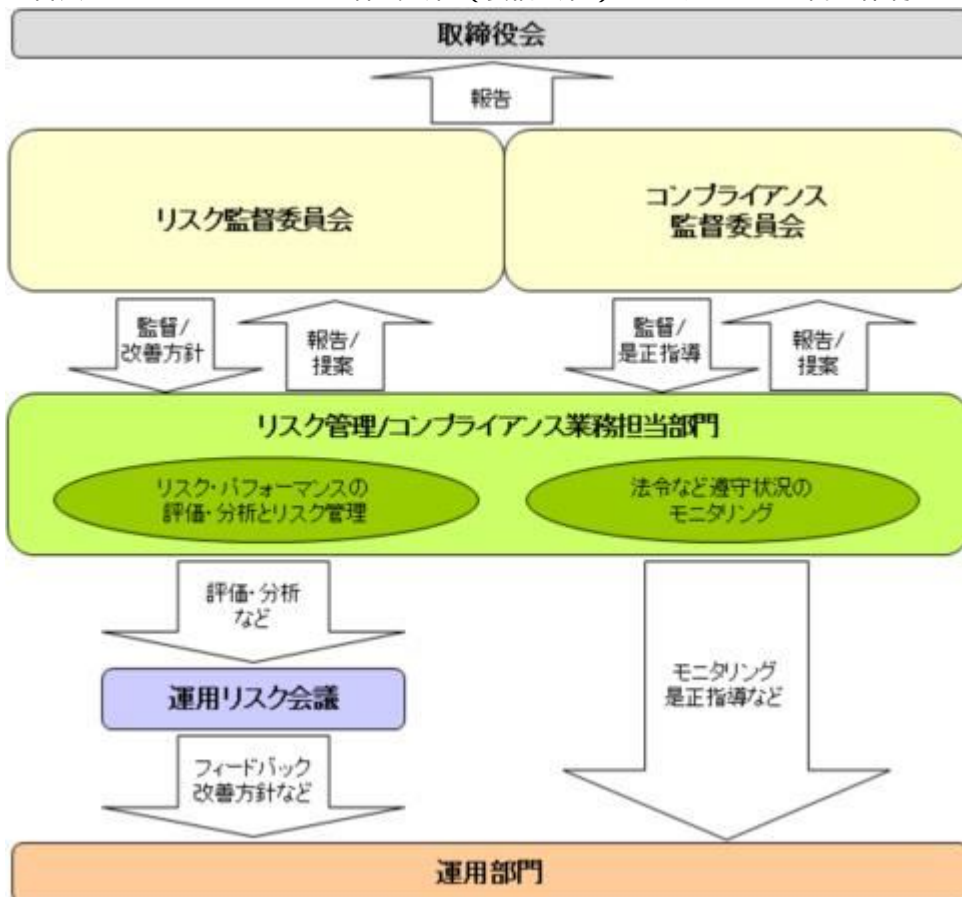 取締役会
報告
リスク監督委員会
コンプライアンス
監督委員会
監督/
改善方針
報告/
提案
監督/
是正指導
報告/
提案
リスク管理/コンプライアンス業務担当部門
リスク・パフォーマンスの
評価・分析とリスク管理
法令など遵守状況の
モニタリング
評価・分析
など
運用リスク会議
モニタリング
是正指導など
フィードバック
改善方針など
運用部門